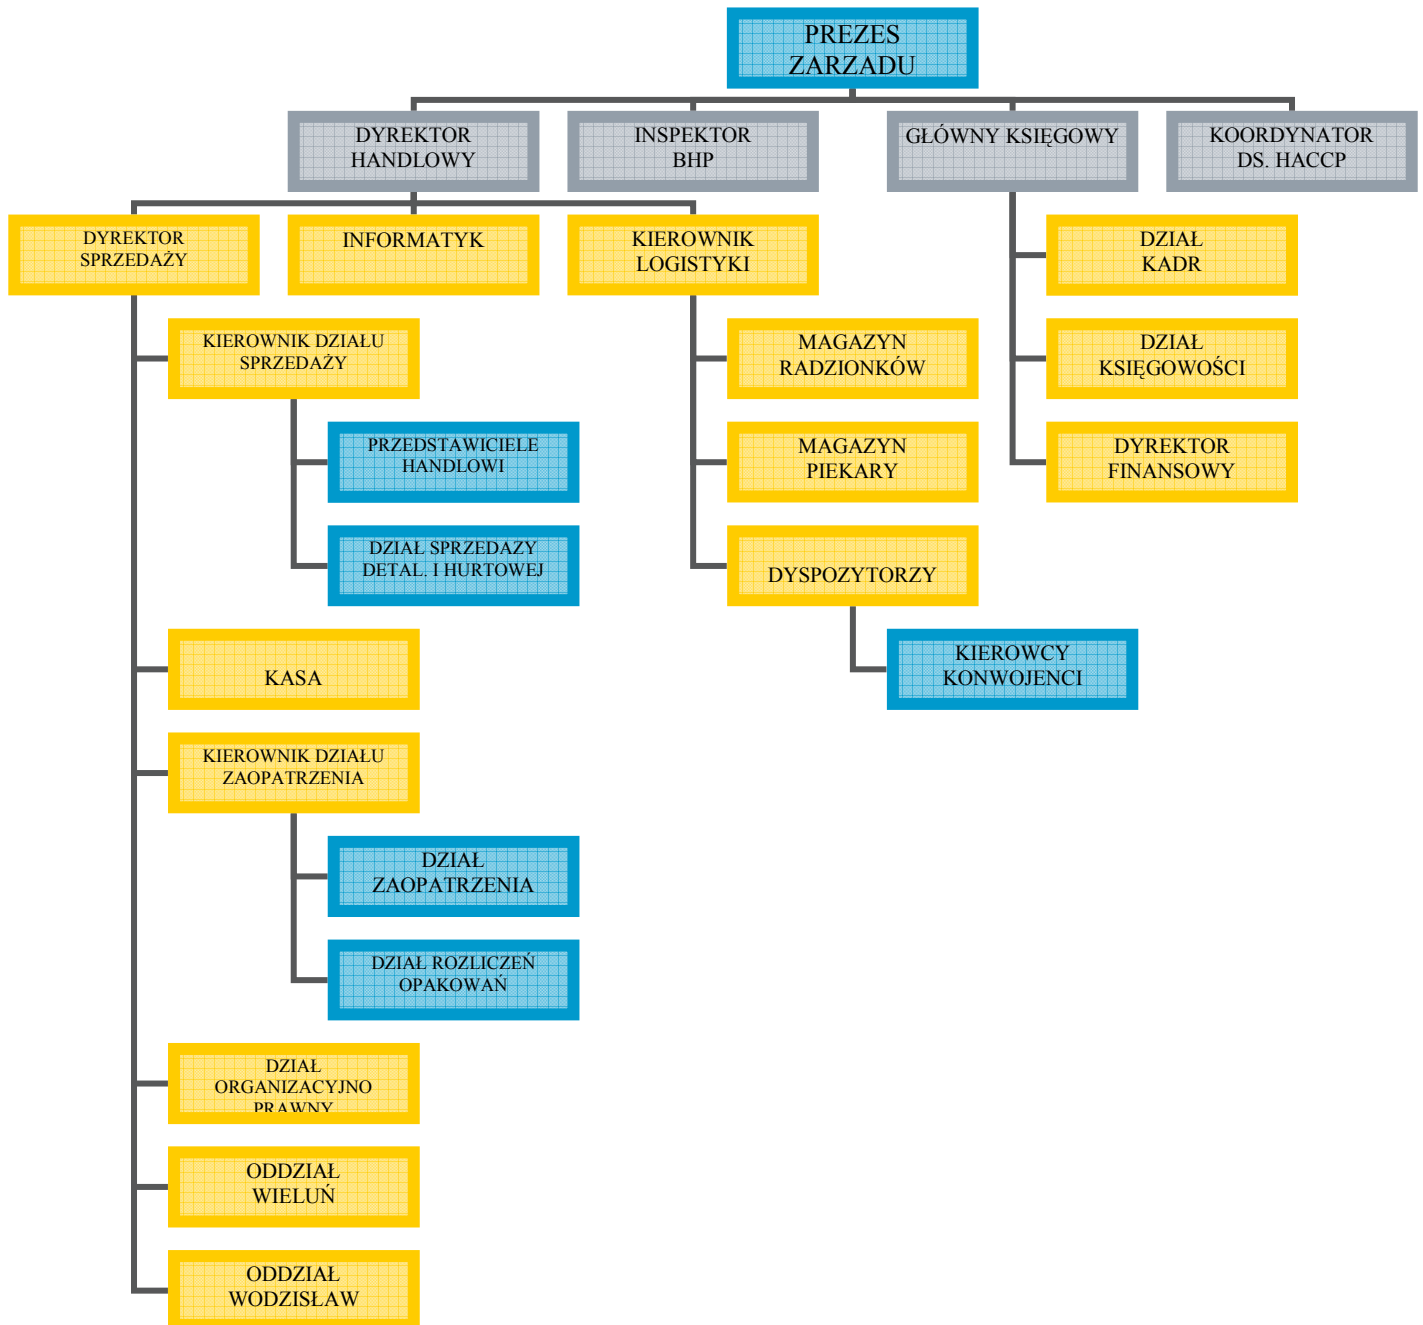 PREZES
ZARZADU
DYREKTOR
HANDLOWY
INSPEKTOR
BHP
GŁÓWNY KSIĘGOWY
KOORDYNATOR
DS. HACCP
DYREKTOR
SPRZEDAŻY
INFORMATYK
KIEROWNIK
LOGISTYKI
DZIAŁ
KADR
KIEROWNIK DZIAŁU
SPRZEDAŻY
MAGAZYN
RADZIONKÓW
DZIAŁ
KSIĘGOWOŚCI
PRZEDSTAWICIELE
HANDLOWI
MAGAZYN
PIEKARY
DYREKTOR
FINANSOWY
DZIAŁ SPRZEDAZY
DETAL. I HURTOWEJ
DYSPOZYTORZY
KASA
KIEROWCY
KONWOJENCI
KIEROWNIK DZIAŁU
ZAOPATRZENIA
DZIAŁ
ZAOPATRZENIA
DZIAŁ ROZLICZEŃ
OPAKOWAŃ
DZIAŁ
ORGANIZACYJNO
PRAWNY
ODDZIAŁ
WIELUŃ
ODDZIAŁ
WODZISŁAW